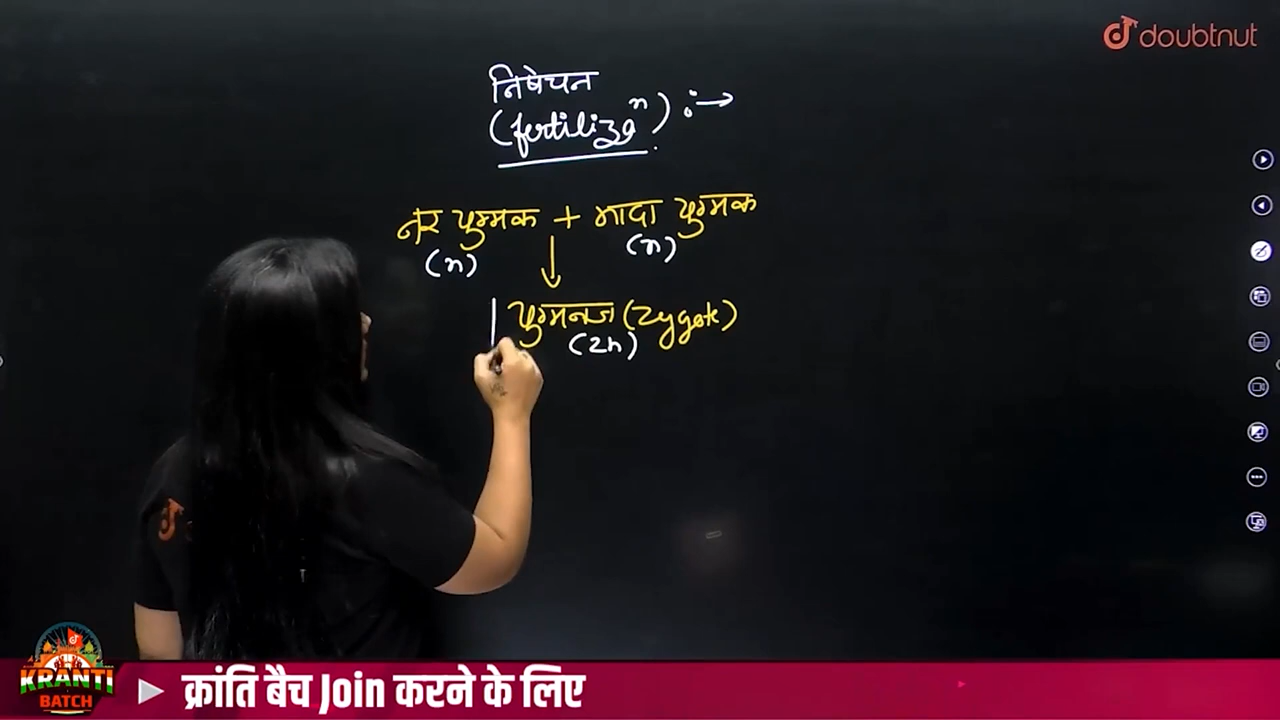 doubtnut
निषेचन
(fertilizeⁿ) :→
नर युग्मक + मादा युग्मक
(n) (n)
↓
युग्मनज (zygote)
(2n)
KRANTI
BATCH
क्रांति बैच Join करने के लिए